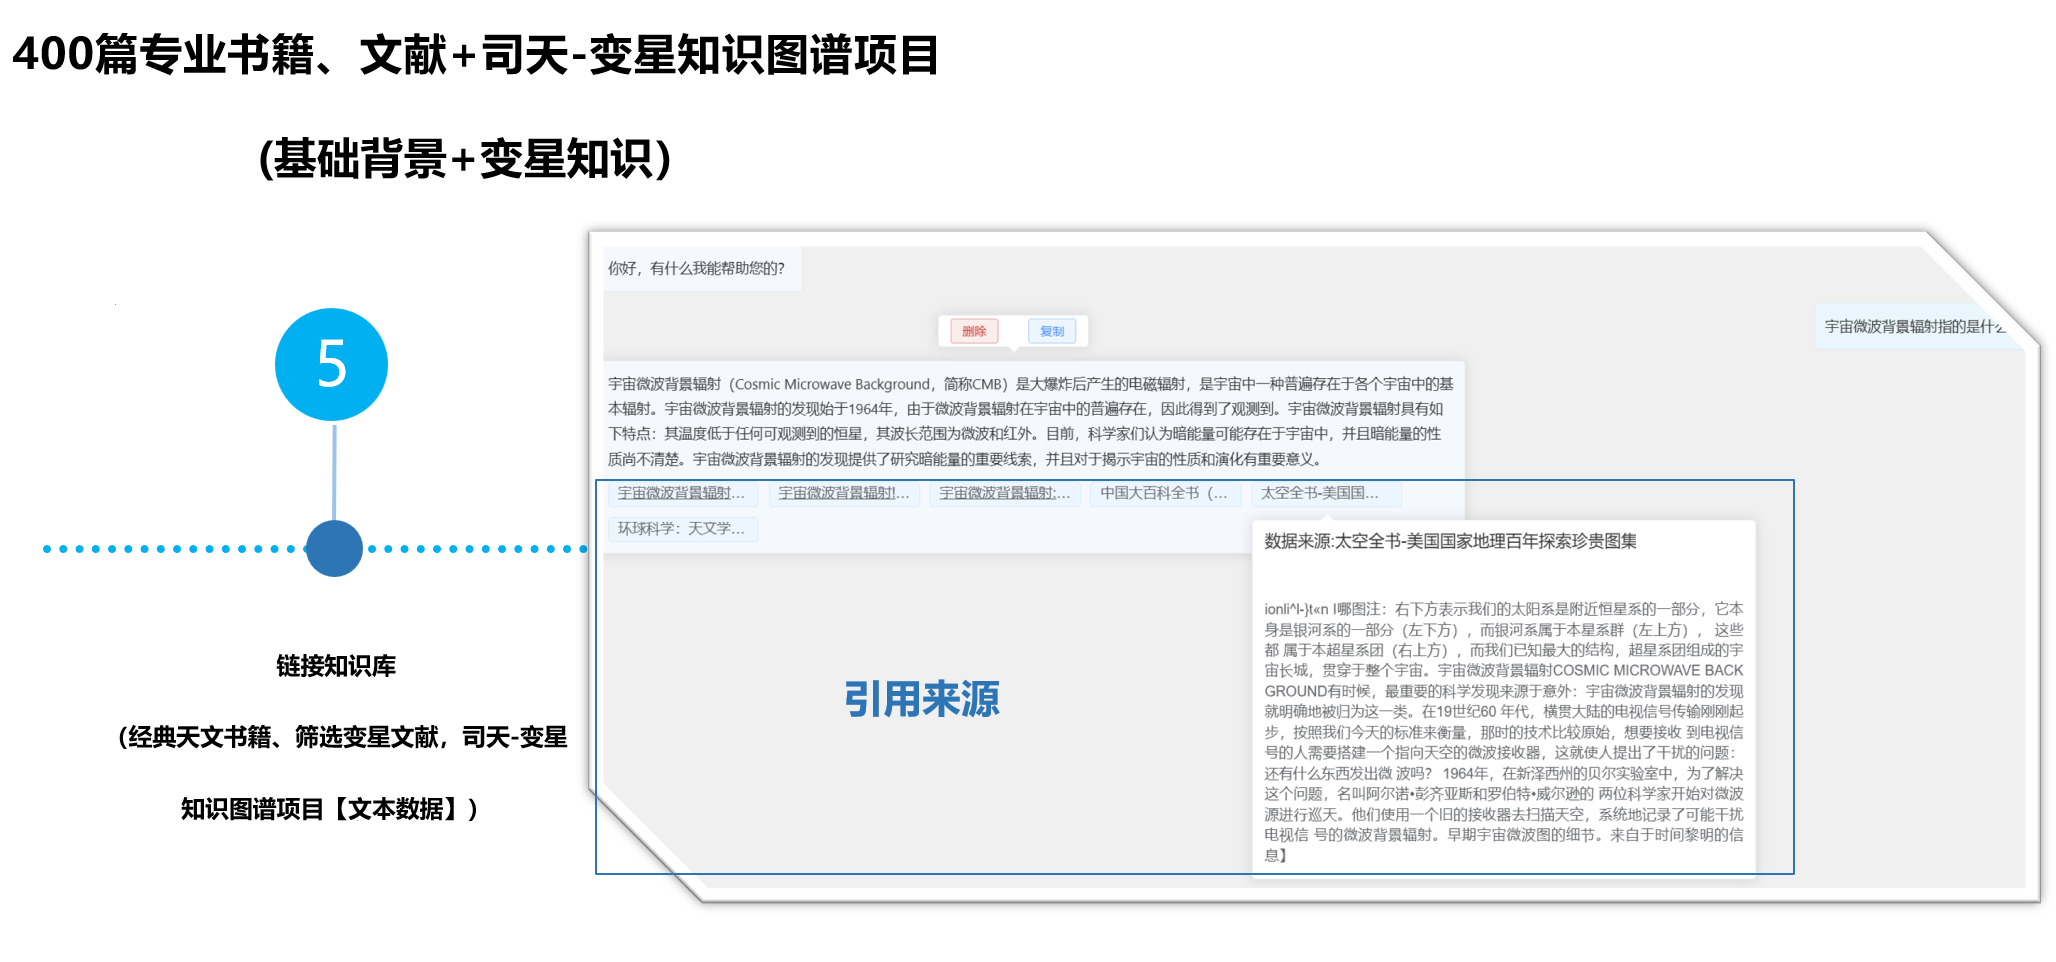 400篇专业书籍、文献+司天-变星知识图谱项目
(基础背景+变星知识）
5
链接知识库
（经典天文书籍、筛选变星文献，司天-变星
知识图谱项目【文本数据】）
你好，有什么我能帮助您的？
宇宙微波背景辐射指的是什么
删除
复制
宇宙微波背景辐射（Cosmic Microwave Background，简称CMB）是大爆炸后产生的电磁辐射，是宇宙中一种普遍存在于各个宇宙中的基
本辐射。宇宙微波背景辐射的发现始于1964年，由于微波背景辐射在宇宙中的普遍存在，因此得到了观测到。宇宙微波背景辐射具有如
下特点：其温度低于任何可观测到的恒星，其波长范围为微波和红外。目前，科学家们认为暗能量可能存在于宇宙中，并且暗能量的性
质尚不清楚。宇宙微波背景辐射的发现提供了研究暗能量的重要线索，并且对于揭示宇宙的性质和演化有重要意义。
宇宙微波背景辐射... 宇宙微波背景辐射!... 宇宙微波背景辐射:... 中国大百科全书（... 太空全书-美国国...
环球科学：天文学...
引用来源
数据来源:太空全书-美国国家地理百年探索珍贵图集
ionli^l-}t«n I哪图注：右下方表示我们的太阳系是附近恒星系的一部分，它本
身是银河系的一部分（左下方），而银河系属于本星系群（左上方）， 这些
都 属于本超星系团（右上方），而我们已知最大的结构，超星系团组成的宇
宙长城，贯穿于整个宇宙。宇宙微波背景辐射COSMIC MICROWAVE BACK
GROUND有时候，最重要的科学发现来源于意外：宇宙微波背景辐射的发现
就明确地被归为这一类。在19世纪60 年代，横贯大陆的电视信号传输刚刚起
步，按照我们今天的标准来衡量，那时的技术比较原始，想要接收 到电视信
号的人需要搭建一个指向天空的微波接收器，这就使人提出了干扰的问题：
还有什么东西发出微 波吗？ 1964年，在新泽西州的贝尔实验室中，为了解决
这个问题，名叫阿尔诺•彭齐亚斯和罗伯特•威尔逊的 两位科学家开始对微波
源进行巡天。他们使用一个旧的接收器去扫描天空，系统地记录了可能干扰
电视信 号的微波背景辐射。早期宇宙微波图的细节。来自于时间黎明的信
息】